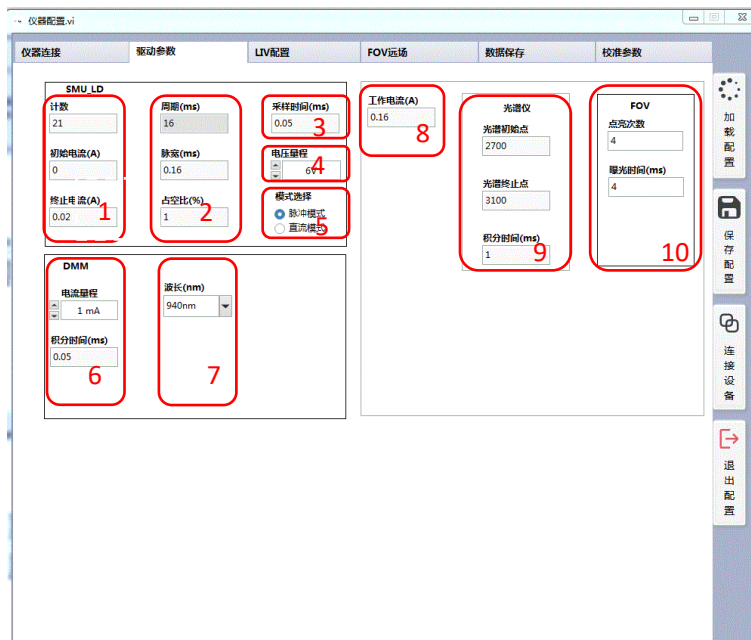 仪器配置.vi
仪器连接
驱动参数
LIV配置
FOV远场
数据保存
校准参数
SMU_LD
计数
21
初始电流(A)
0
终止电流(A)
0.02
1
周期(ms)
16
脉宽(ms)
0.16
占空比(%)
1
2
采样时间(ms)
0.05
3
电压量程
6V
4
模式选择
脉冲模式
直流模式
5
DMM
电流量程
1 mA
积分时间(ms)
0.05
6
波长(nm)
940nm
7
工作电流(A)
0.16
8
光谱仪
光谱初始点
2700
光谱终止点
3100
积分时间(ms)
1
9
FOV
点亮次数
4
曝光时间(ms)
4
10
加载配置
保存配置
连接设备
退出配置